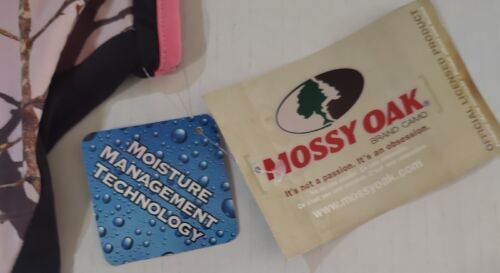 MOISTURE
MANAGEMENT
TECHNOLOGY
MOSSY OAK®
BRAND CAMO
It's not a passion. It's an obsession.
www.mossyoak.com
OFFICIAL LICENSED PRODUCT